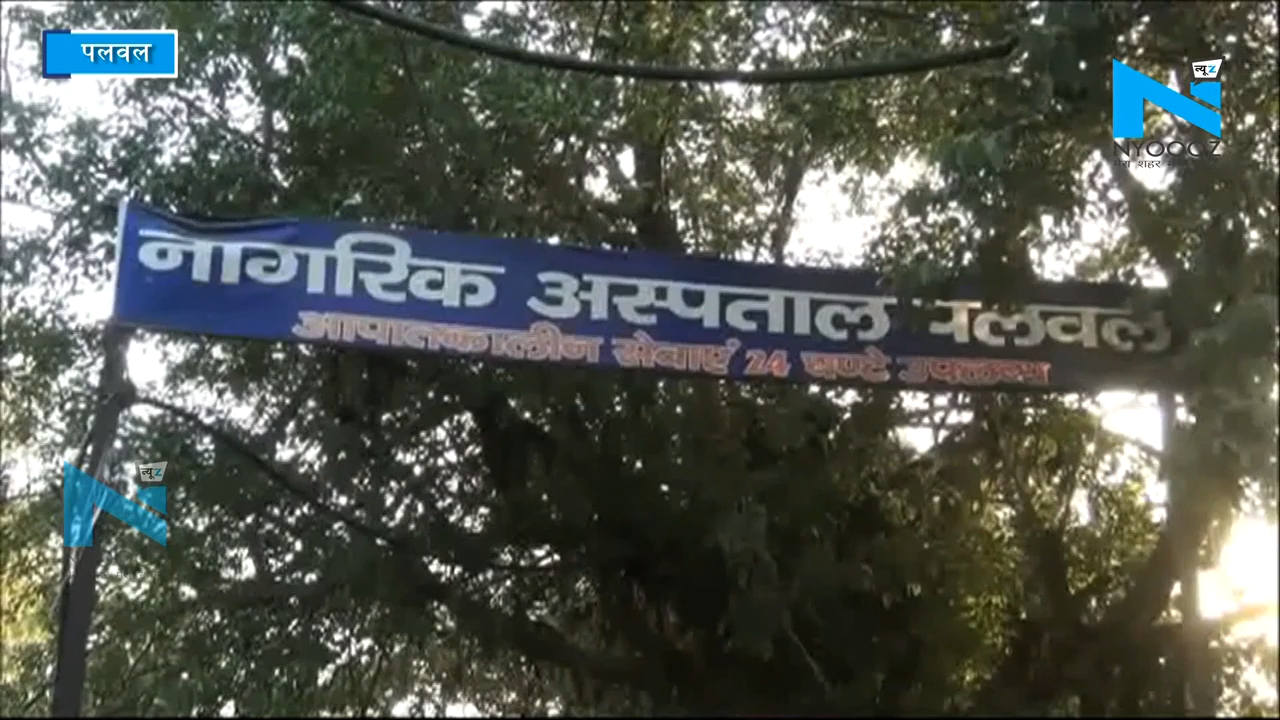 पलवल
न्यूz
NYOOOZ
नागरिक अस्पताल पलवल
आपातकालीन सेवाएं 24 घण्टे उपलब्ध
न्यूz